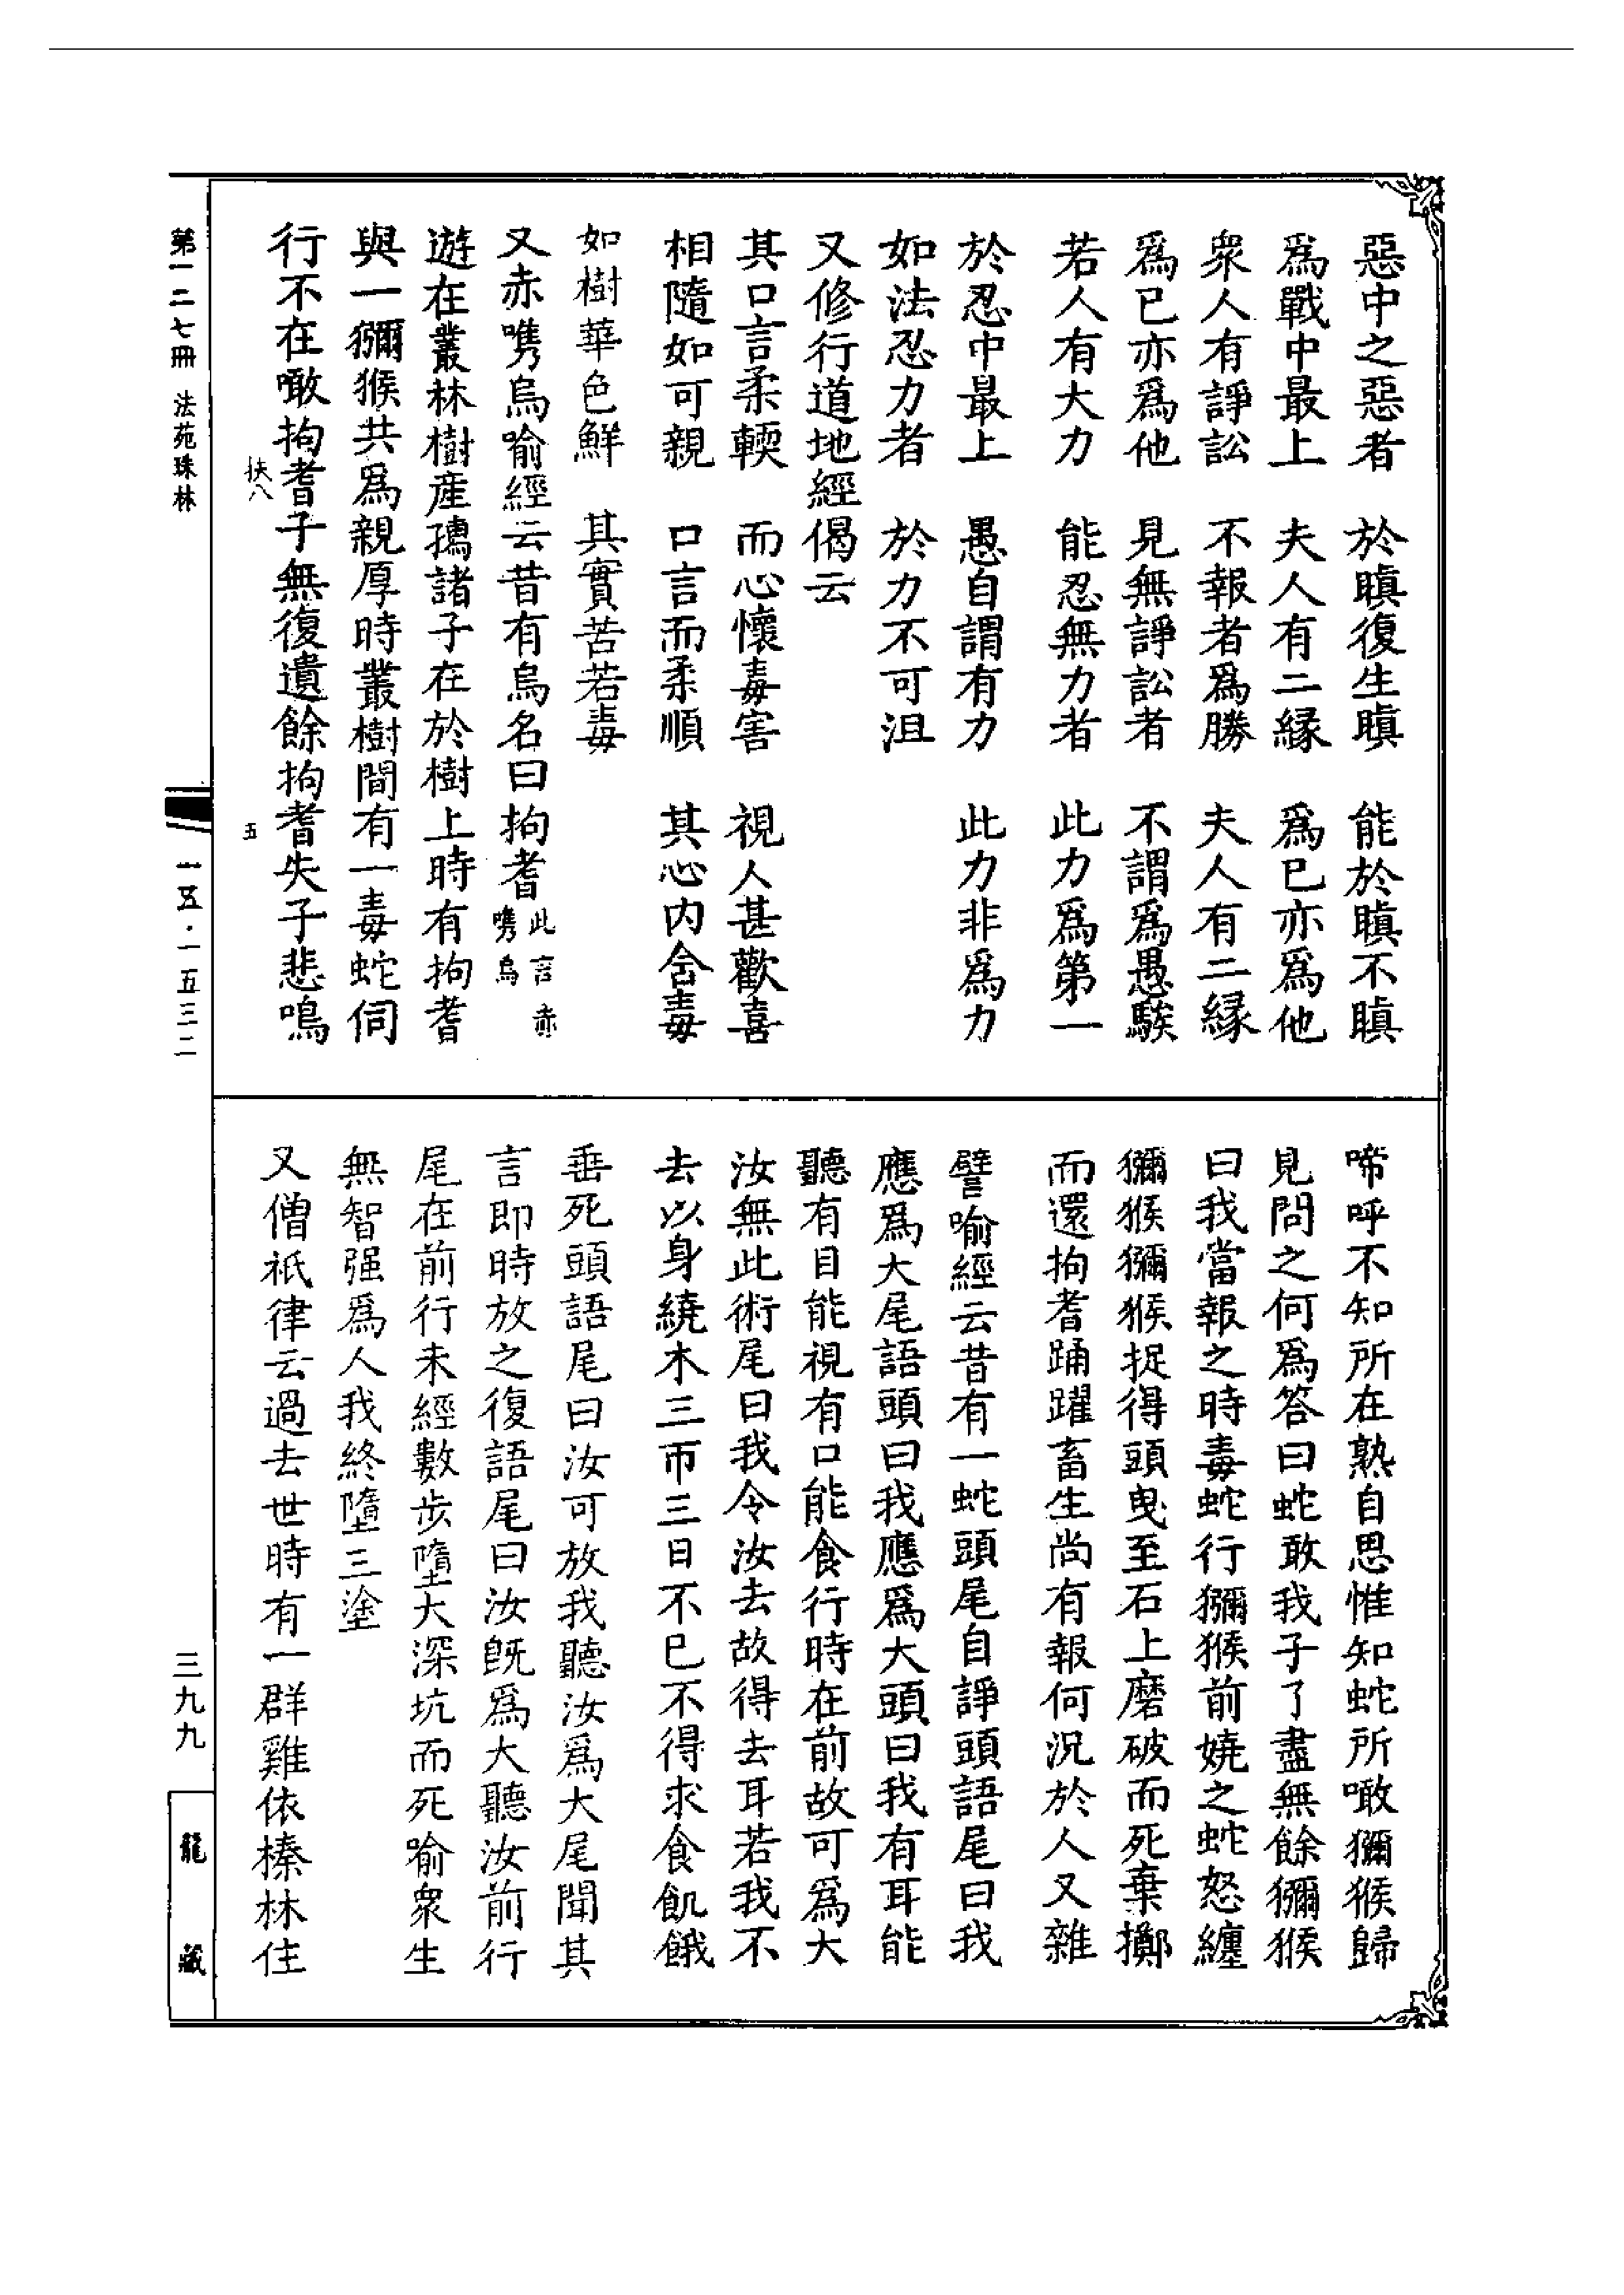 惡中之惡者　於瞋復生瞋　能於瞋不瞋
爲戰中最上　夫人有二緣　爲已亦爲他
衆人有諍訟　不報者爲勝　夫人有二緣
爲已亦爲他　見無諍訟者　不謂爲愚騃
若人有大力　能忍無力者　此力爲第一
於忍中最上　愚自謂有力　此力非爲力
如法忍力者　於力不可沮
又修行道地經偈云
其口言柔輭　而心懷毒害　視人甚歡喜
相隨如可親　口言而柔順　其心内含毒
如樹華色鮮　其實苦若毒
又赤嘴烏喻經云昔有烏名曰拘耆此言赤嘴烏
遊在叢林樹産鷇諸子在於樹上時有拘耆
與一獼猴共爲親厚時叢樹間有一毒蛇伺
行不在噉拘耆子無復遺餘拘耆失子悲鳴
扶八
五
啼呼不知所在熟自思惟知蛇所噉獼猴歸
見問之何爲答曰蛇敢我子了盡無餘獼猴
曰我當報之時毒蛇行獼猴前嬈之蛇怒纏
獼猴獼猴捉得頭曳至石上磨破而死棄擲
而還拘耆踊躍畜生尚有報何況於人又雜
譬喻經云昔有一蛇頭尾自諍頭語尾曰我
應爲大尾語頭曰我應爲大頭曰我有耳能
聽有目能視有口能食行時在前故可爲大
汝無此術尾曰我令汝去故得去耳若我不
去以身繞木三帀三日不已不得求食飢餓
垂死頭語尾曰汝可放我聽汝爲大尾聞其
言即時放之復語尾曰汝旣爲大聽汝前行
尾在前行未經數步墮大深坑而死喻衆生
無智强爲人我終墮三塗
又僧祇律云過去世時有一群雞依榛林住
第一二七冊　法苑珠林
一五·一五三二
三九九
龍藏